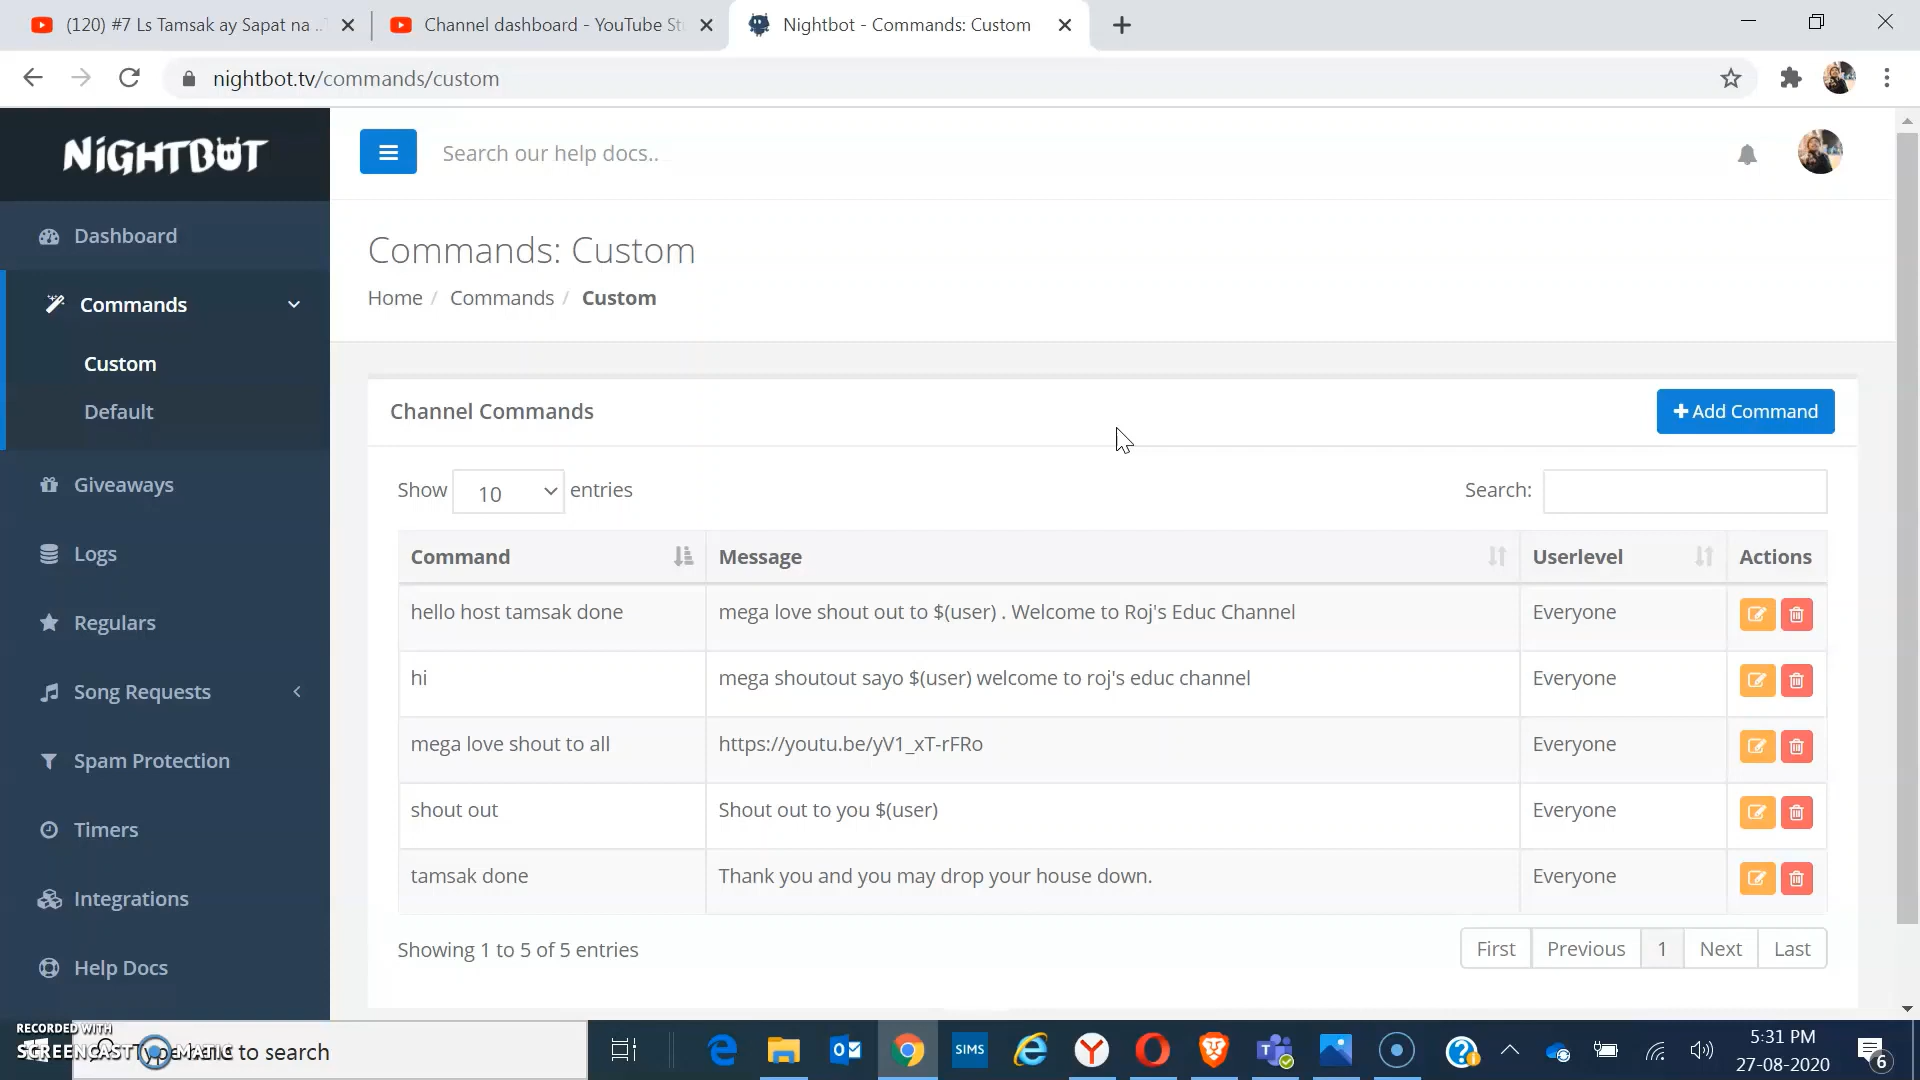 (120) #7 Ls Tamsak ay Sapat na ..
Channel dashboard - YouTube St
Nightbot - Commands: Custom
nightbot.tv/commands/custom
NiGHTBOT
Search our help docs..
Dashboard
Commands
Custom
Default
Giveaways
Logs
Regulars
Song Requests
Spam Protection
Timers
Integrations
Help Docs
Commands: Custom
Home / Commands / Custom
Channel Commands
+ Add Command
Show 10 entries
Search:
Command Message Userlevel Actions
hello host tamsak done mega love shout out to $(user) . Welcome to Roj's Educ Channel Everyone
hi mega shoutout sayo $(user) welcome to roj's educ channel Everyone
mega love shout to all https://youtu.be/yV1_xT-rFRo Everyone
shout out Shout out to you $(user) Everyone
tamsak done Thank you and you may drop your house down. Everyone
Showing 1 to 5 of 5 entries
First Previous 1 Next Last
RECORDED WITH
SCREENCAST MATIC
Type here to search
SIMS
5:31 PM
27-08-2020
6